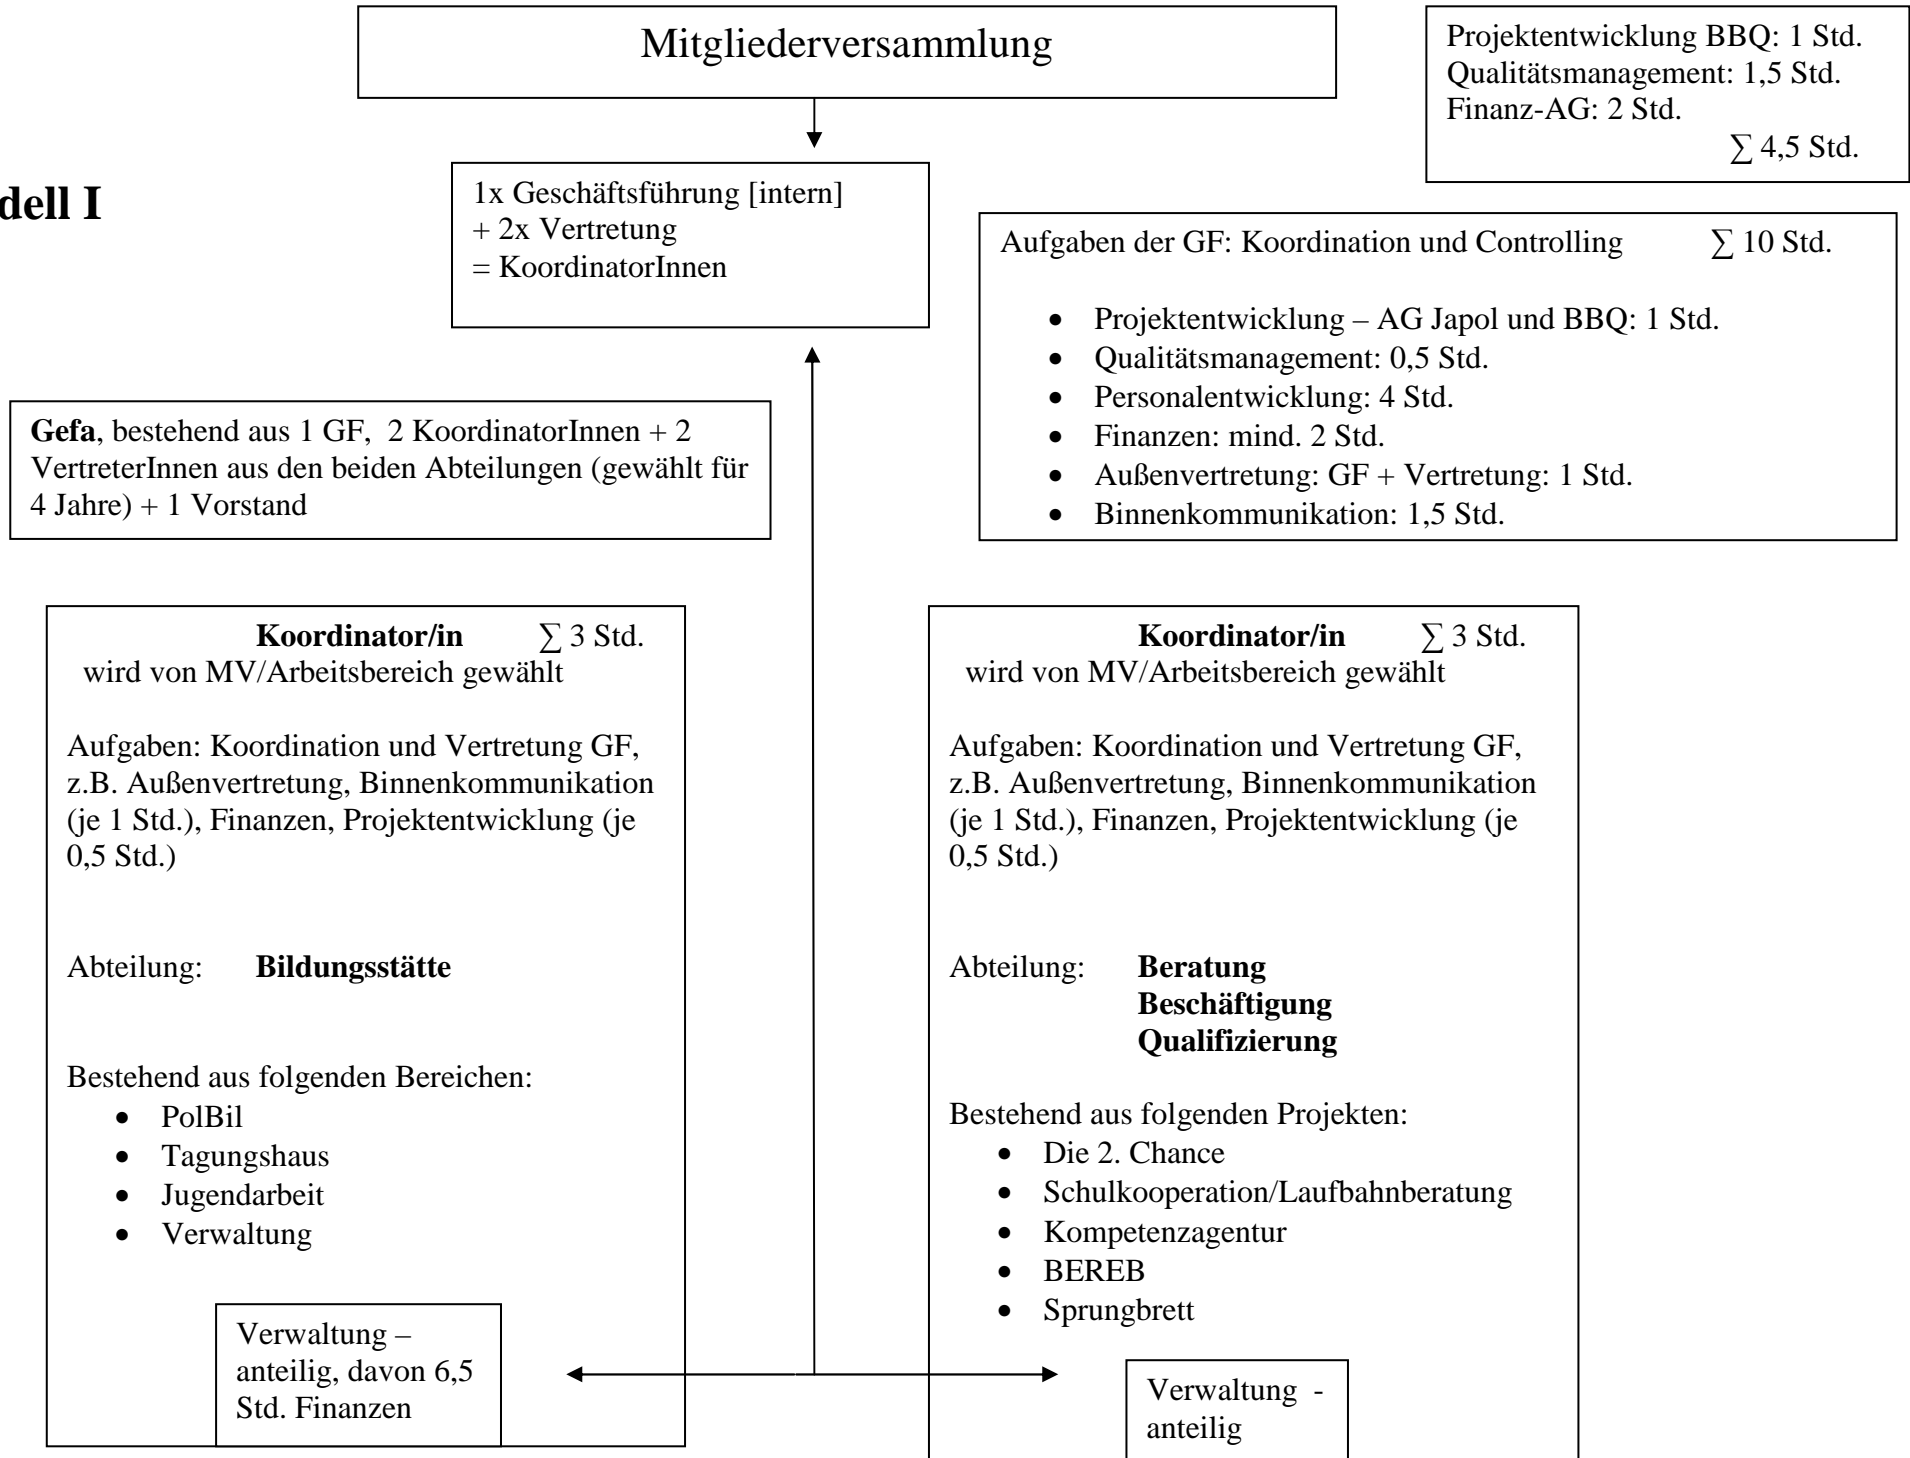 Mitgliederversammlung
Projektentwicklung BBQ: 1 Std.
Qualitätsmanagement: 1,5 Std.
Finanz-AG: 2 Std.
∑ 4,5 Std.
dell I
1x Geschäftsführung [intern]
+ 2x Vertretung
= KoordinatorInnen
Aufgaben der GF: Koordination und Controlling ∑ 10 Std.
• Projektentwicklung – AG Japol und BBQ: 1 Std.
• Qualitätsmanagement: 0,5 Std.
• Personalentwicklung: 4 Std.
• Finanzen: mind. 2 Std.
• Außenvertretung: GF + Vertretung: 1 Std.
• Binnenkommunikation: 1,5 Std.
Gefa, bestehend aus 1 GF, 2 KoordinatorInnen + 2
VertreterInnen aus den beiden Abteilungen (gewählt für
4 Jahre) + 1 Vorstand
Koordinator/in ∑ 3 Std.
wird von MV/Arbeitsbereich gewählt
Aufgaben: Koordination und Vertretung GF,
z.B. Außenvertretung, Binnenkommunikation
(je 1 Std.), Finanzen, Projektentwicklung (je
0,5 Std.)
Abteilung: Bildungsstätte
Bestehend aus folgenden Bereichen:
• PolBil
• Tagungshaus
• Jugendarbeit
• Verwaltung
Verwaltung –
anteilig, davon 6,5
Std. Finanzen
Koordinator/in ∑ 3 Std.
wird von MV/Arbeitsbereich gewählt
Aufgaben: Koordination und Vertretung GF,
z.B. Außenvertretung, Binnenkommunikation
(je 1 Std.), Finanzen, Projektentwicklung (je
0,5 Std.)
Abteilung: Beratung
Beschäftigung
Qualifizierung
Bestehend aus folgenden Projekten:
• Die 2. Chance
• Schulkooperation/Laufbahnberatung
• Kompetenzagentur
• BEREB
• Sprungbrett
Verwaltung -
anteilig